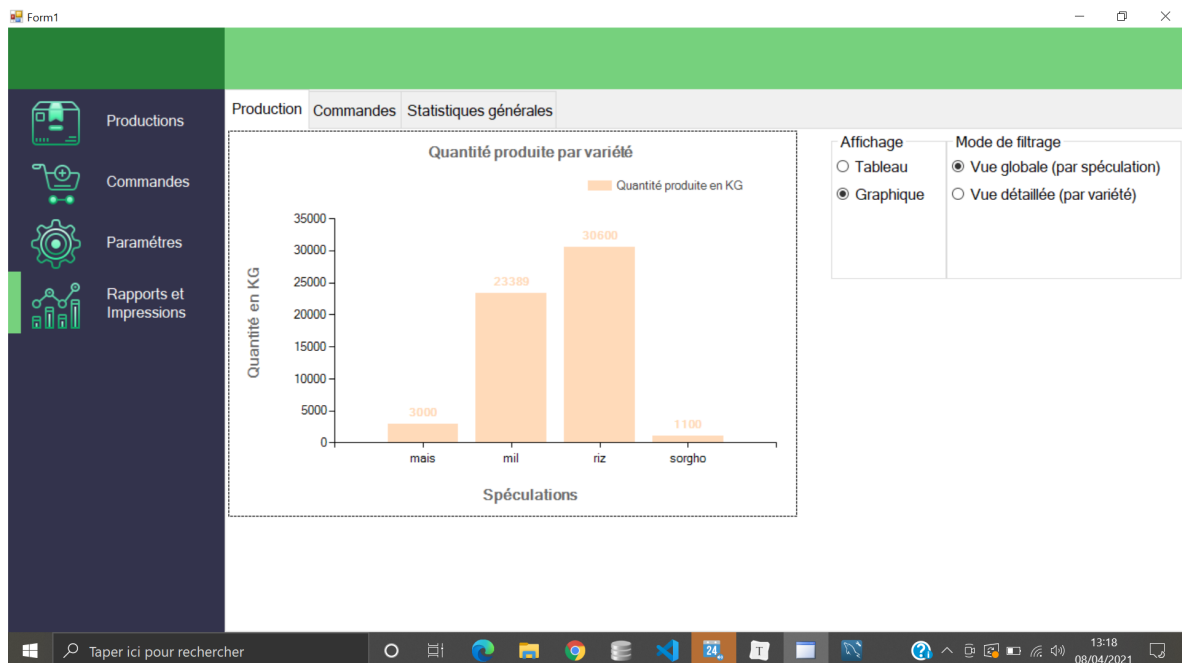 Form1
Productions
Commandes
Paramétres
Rapports et
Impressions
Production
Commandes
Statistiques générales
Quantité produite par variété
Quantité produite en KG
Quantité en KG
35000
30000
25000
20000
15000
10000
5000
0
3000
23389
30600
1100
mais
mil
riz
sorgho
Spéculations
Affichage
Tableau
Graphique
Mode de filtrage
Vue globale (par spéculation)
Vue détaillée (par variété)
Taper ici pour rechercher
24
T
13:18
08/04/2021